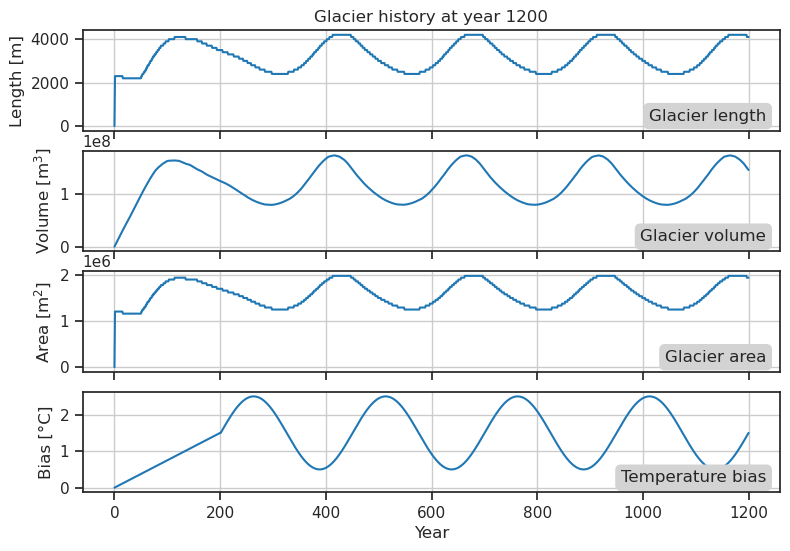 Glacier history at year 1200
Length [m]
4000
2000
0
Glacier length
1e8
Volume [m³]
1
0
Glacier volume
1e6
Area [m²]
2
1
0
Glacier area
Bias [°C]
2
1
0
Temperature bias
0 200 400 600 800 1000 1200
Year